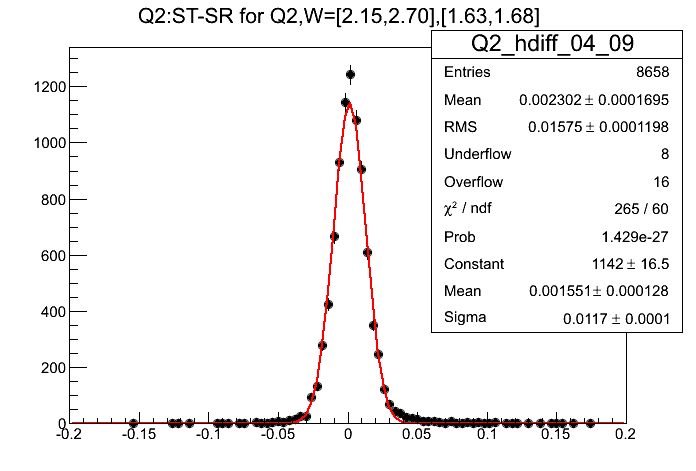 Q2:ST-SR for Q2,W=[2.15,2.70],[1.63,1.68]
Q2_hdiff_04_09
Entries 8658
Mean 0.002302 ± 0.0001695
RMS 0.01575 ± 0.0001198
Underflow 8
Overflow 16
χ² / ndf 265 / 60
Prob 1.429e-27
Constant 1142 ± 16.5
Mean 0.001551 ± 0.000128
Sigma 0.0117 ± 0.0001
1200
1000
800
600
400
200
0
-0.2 -0.15 -0.1 -0.05 0 0.05 0.1 0.15 0.2